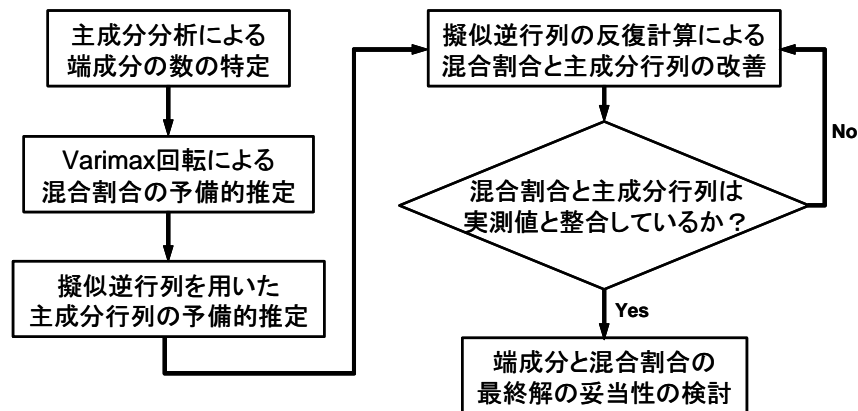 主成分分析による
端成分の数の特定
Varimax回転による
混合割合の予備的推定
擬似逆行列を用いた
主成分行列の予備的推定
擬似逆行列の反復計算による
混合割合と主成分行列の改善
No
混合割合と主成分行列は
実測値と整合しているか？
Yes
端成分と混合割合の
最終解の妥当性の検討